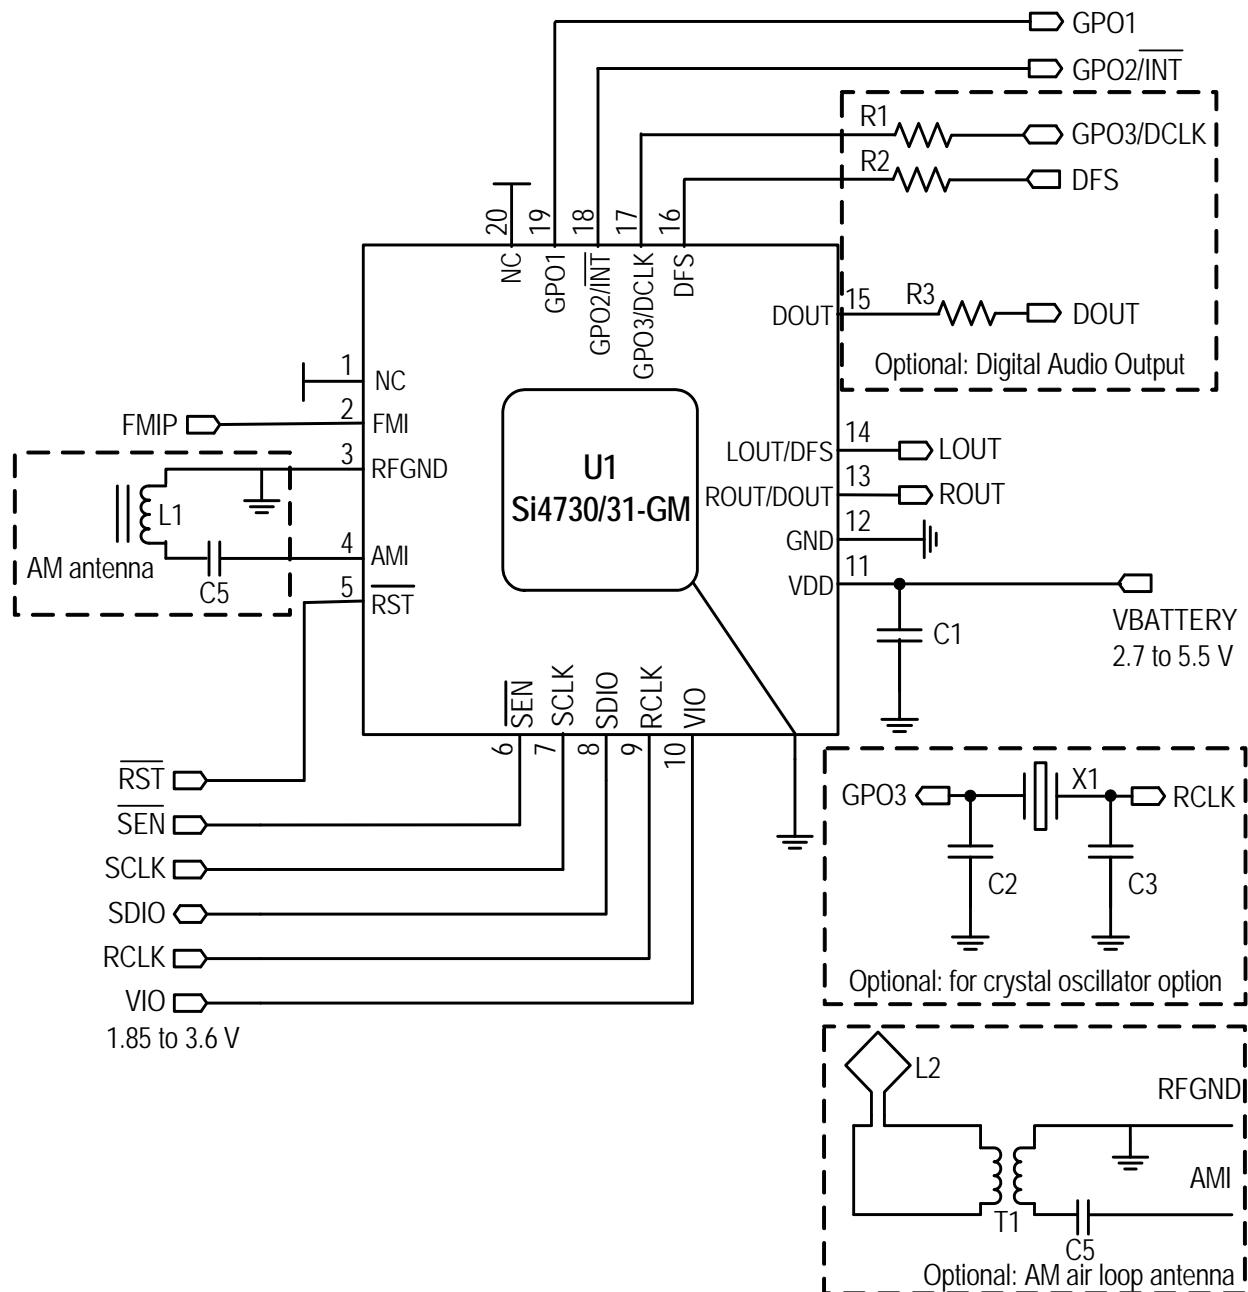 GPO1
GPO2/INT
R1
GPO3/DCLK
R2
DFS
20
19
18
17
16
NC
GPO1
GPO2/INT
GPO3/DCLK
DFS
DOUT
15
R3
DOUT
Optional: Digital Audio Output
1
NC
FMIP
2
FMI
3
RFGND
L1
AM antenna
C5
4
AMI
5
RST
U1
Si4730/31-GM
LOUT/DFS
14
LOUT
ROUT/DOUT
13
ROUT
GND
12
VDD
11
C1
VBATTERY
2.7 to 5.5 V
SEN
SCLK
SDIO
RCLK
VIO
6
7
8
9
10
RST
SEN
SCLK
SDIO
RCLK
VIO
1.85 to 3.6 V
GPO3
X1
RCLK
C2
C3
Optional: for crystal oscillator option
L2
RFGND
AMI
T1
C5
Optional: AM air loop antenna